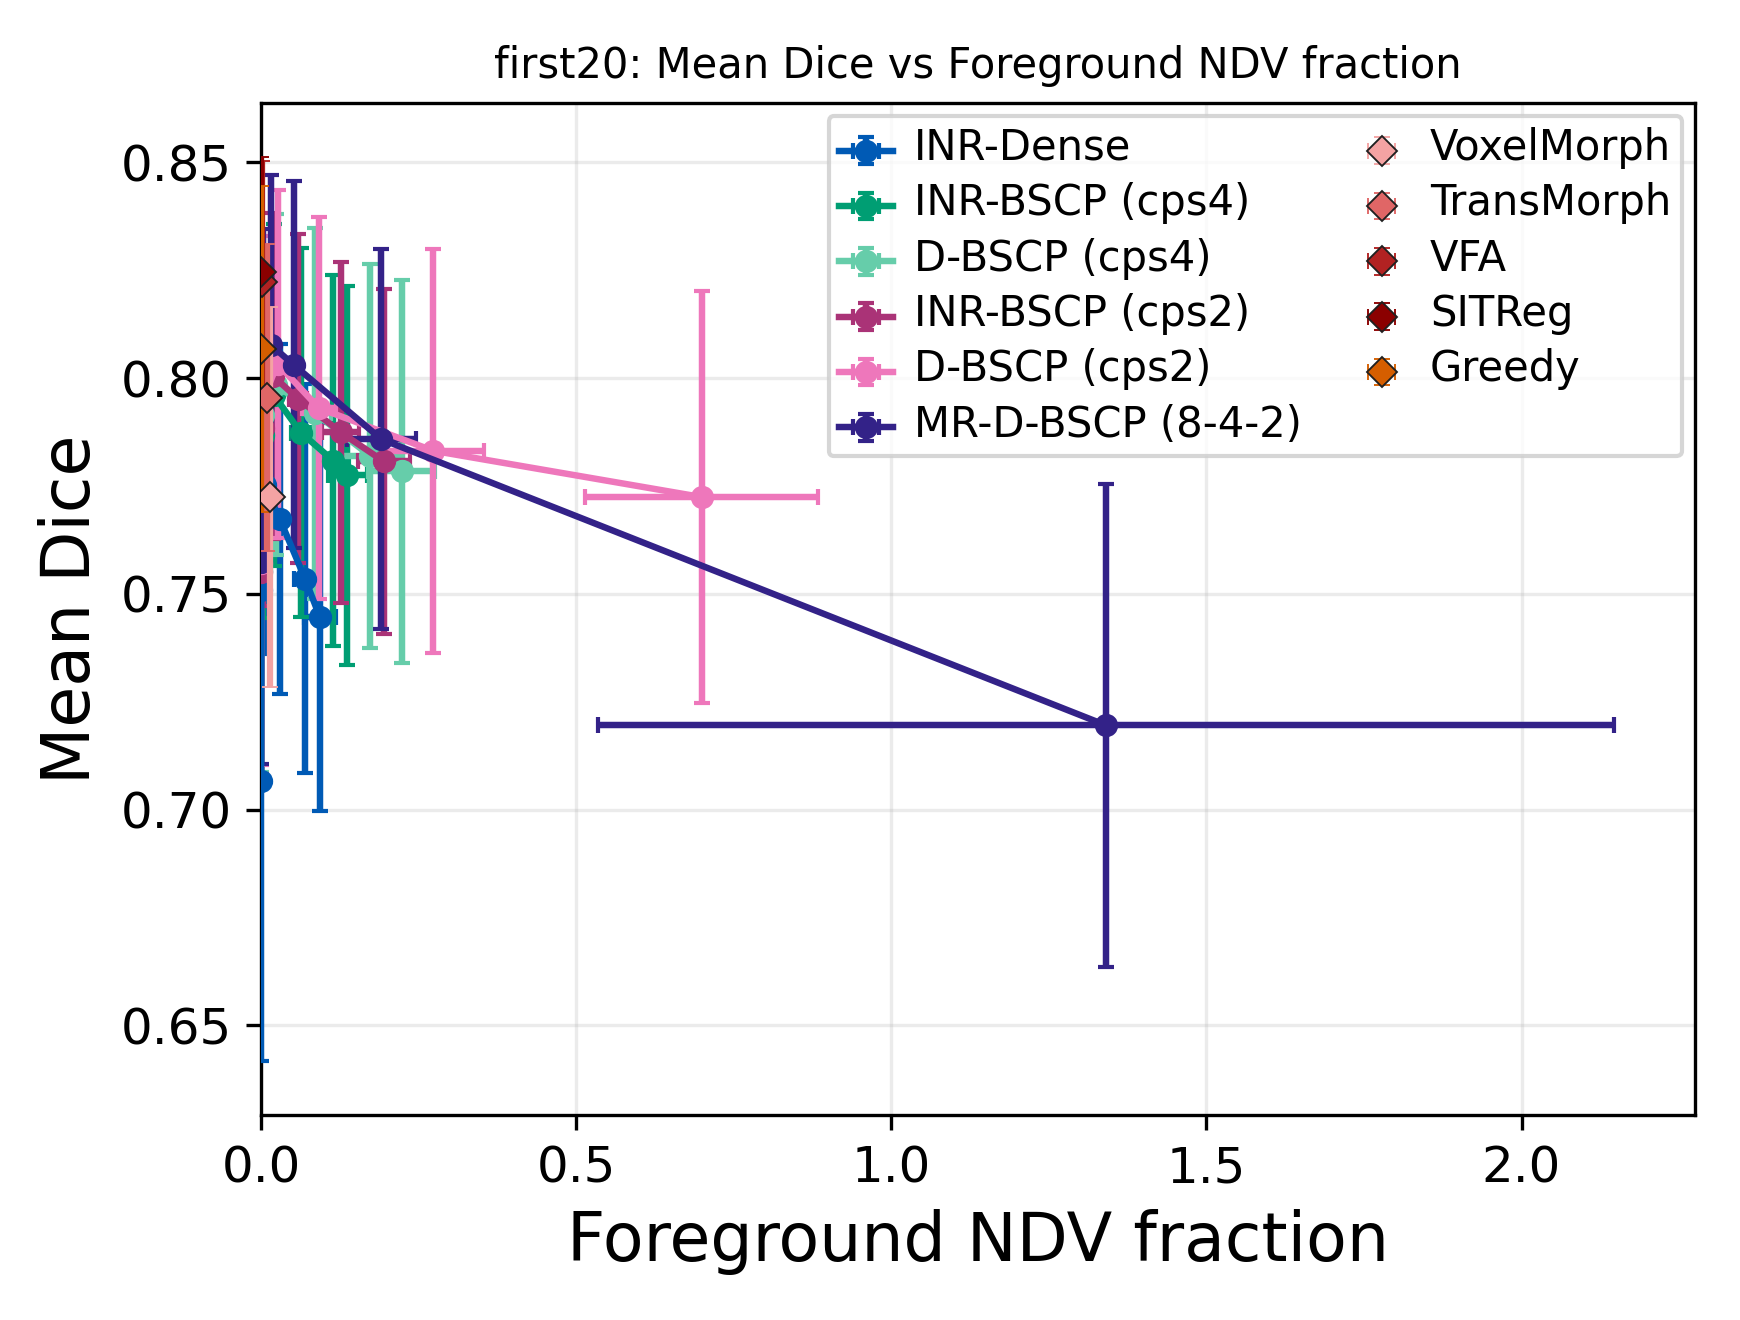 first20: Mean Dice vs Foreground NDV fraction
0.85
0.80
0.75
0.70
0.65
Mean Dice
INR-Dense
INR-BSCP (cps4)
D-BSCP (cps4)
INR-BSCP (cps2)
D-BSCP (cps2)
MR-D-BSCP (8-4-2)
VoxelMorph
TransMorph
VFA
SITReg
Greedy
0.0 0.5 1.0 1.5 2.0
Foreground NDV fraction